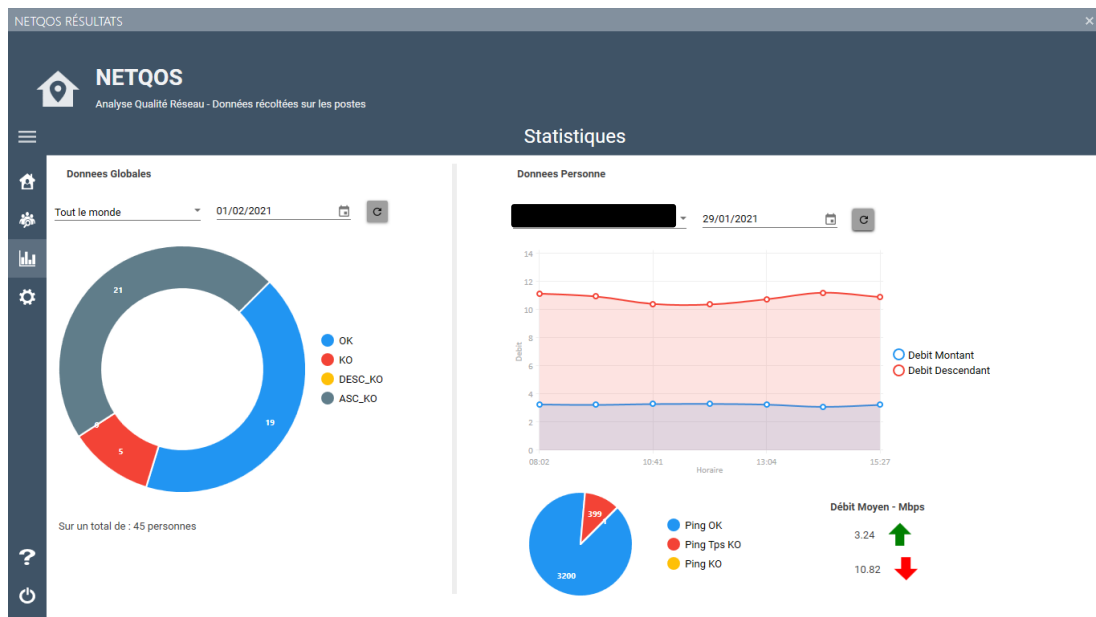 NETQOS RÉSULTATS
NETQOS
Analyse Qualité Réseau - Données récoltées sur les postes
Statistiques
Donnees Globales
Tout le monde
01/02/2021
21
19
5
0
OK
KO
DESC_KO
ASC_KO
Sur un total de : 45 personnes
Donnees Personne
29/01/2021
14
12
10
8
6
4
2
0
Debit
08:02
10:41
13:04
15:27
Horaire
Debit Montant
Debit Descendant
399
3200
Ping OK
Ping Tps KO
Ping KO
Débit Moyen - Mbps
3.24
10.82